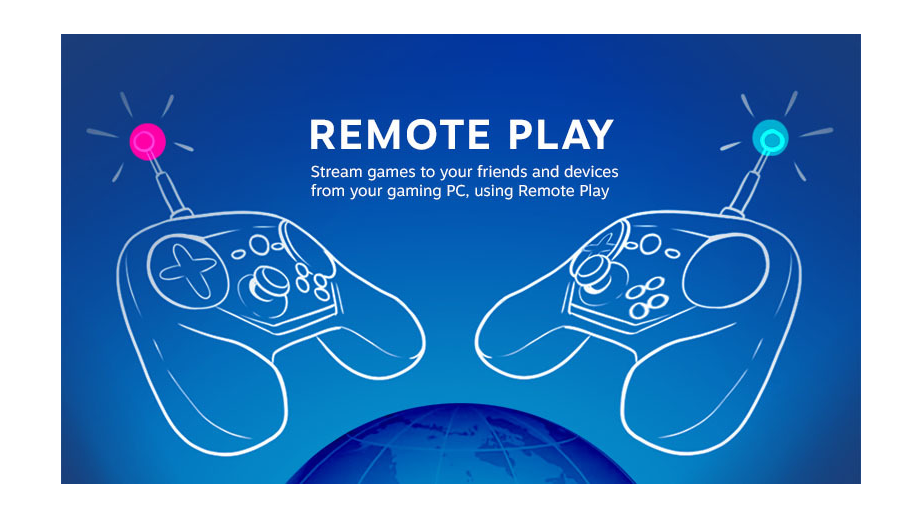 REMOTE PLAY
Stream games to your friends and devices
from your gaming PC, using Remote Play